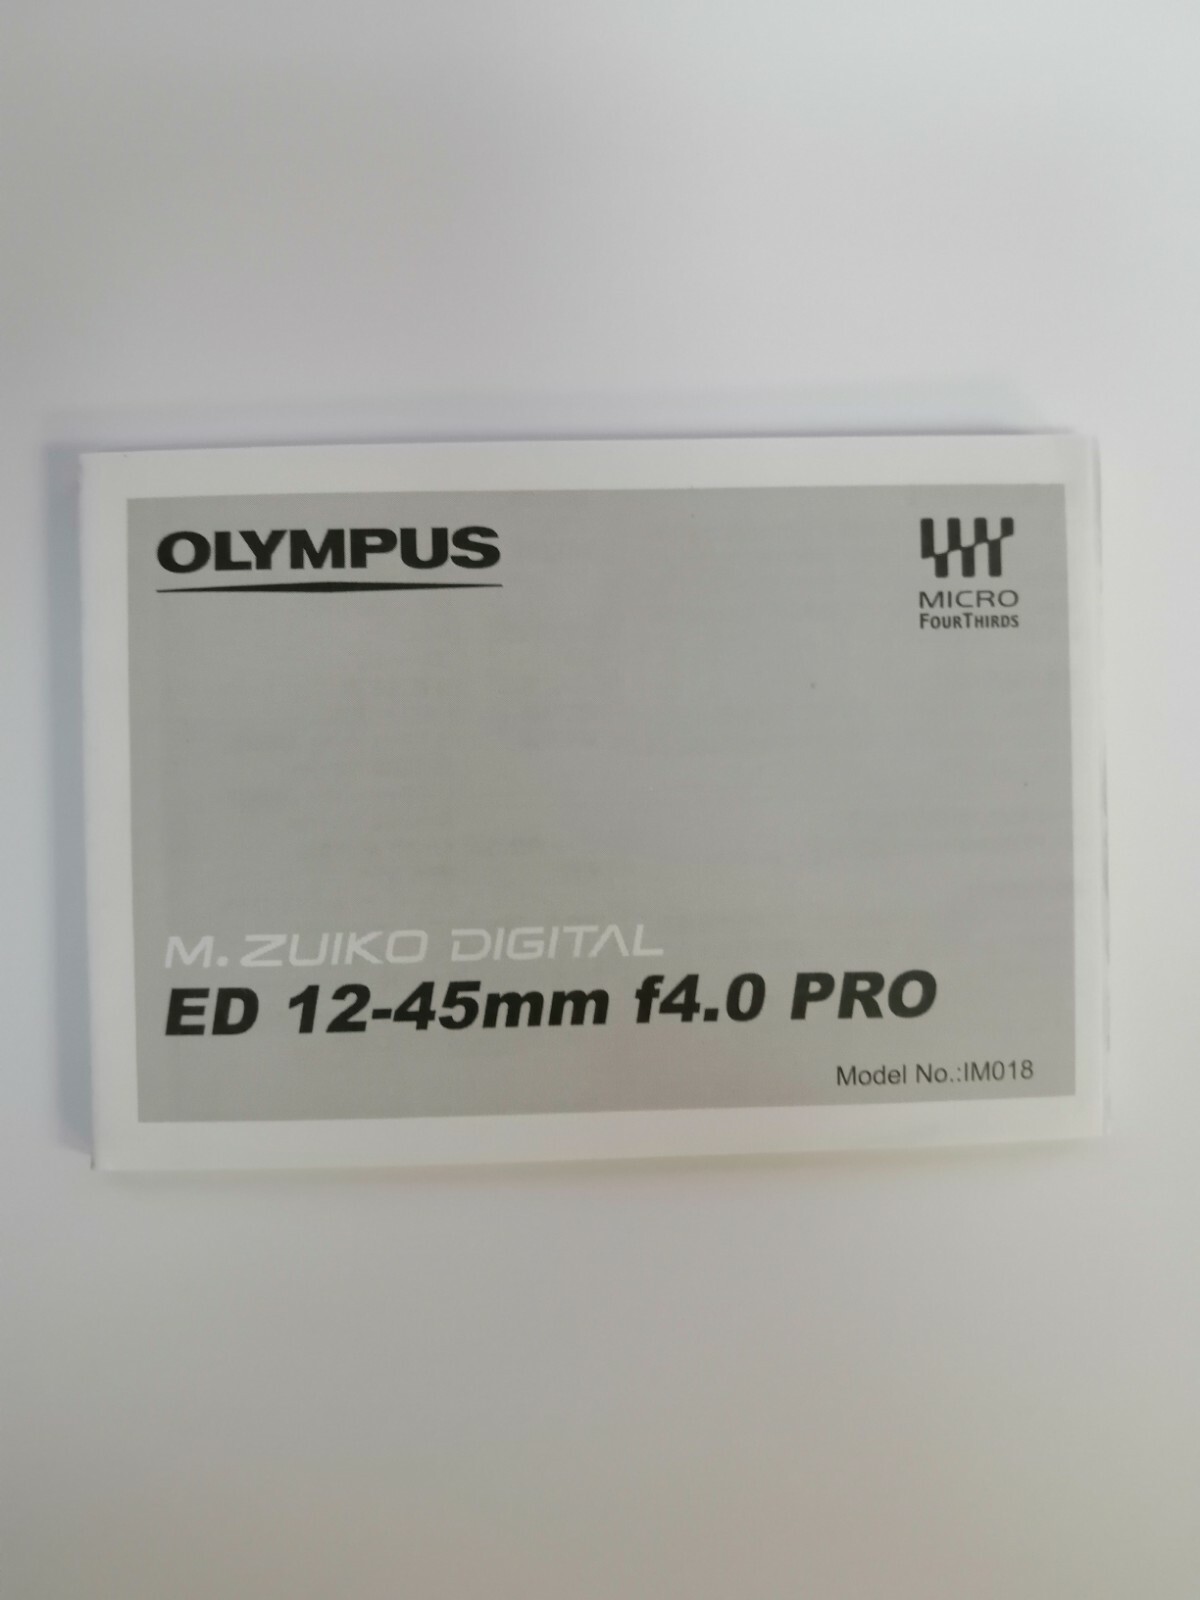 OLYMPUS
MICRO
FOURTHIRDS
M.ZUIKO DIGITAL
ED 12-45mm f4.0 PRO
Model No.:IM018